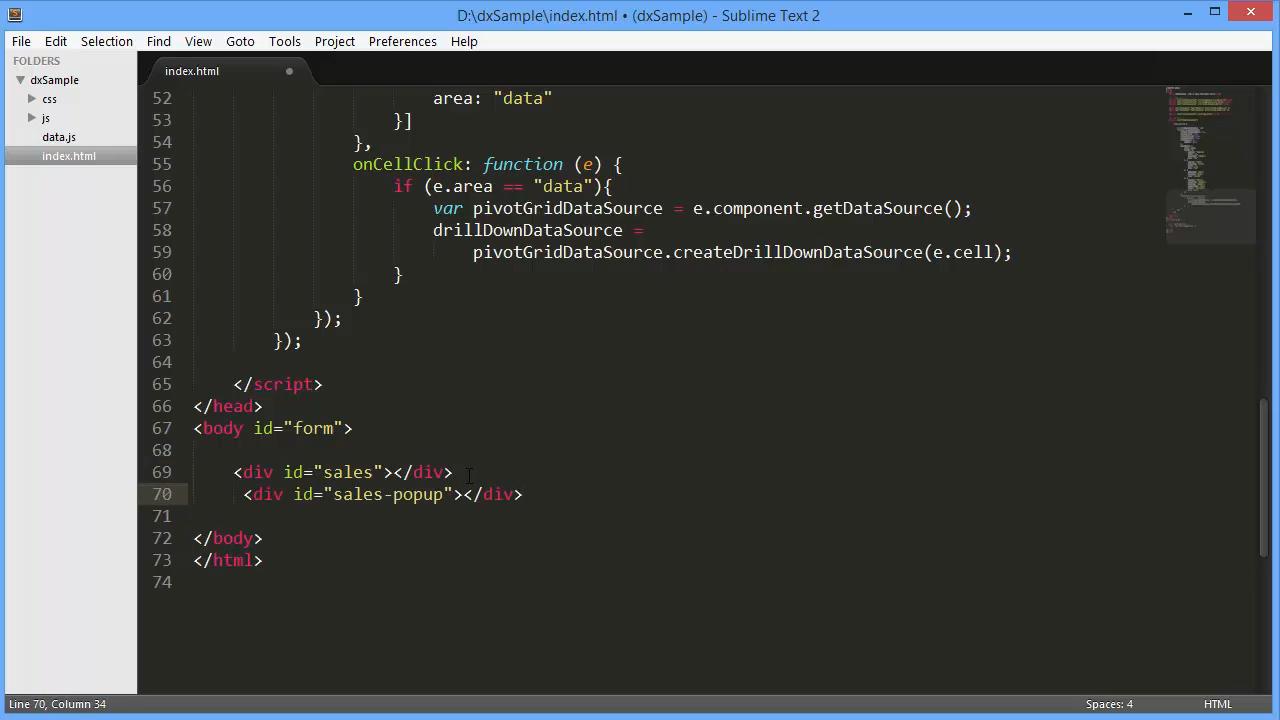 D:\dxSample\index.html • (dxSample) - Sublime Text 2
File Edit Selection Find View Goto Tools Project Preferences Help
FOLDERS
dxSample
css
js
data.js
index.html
index.html
52 area: "data"
53 }]
54 },
55 onCellClick: function (e) {
56 if (e.area == "data"){
57 var pivotGridDataSource = e.component.getDataSource();
58 drillDownDataSource =
59 pivotGridDataSource.createDrillDownDataSource(e.cell);
60 }
61 }
62 });
63 });
64
65 </script>
66 </head>
67 <body id="form">
68
69 <div id="sales"></div>
70 <div id="sales-popup"></div>
71
72 </body>
73 </html>
74
Line 70, Column 34 Spaces: 4 HTML